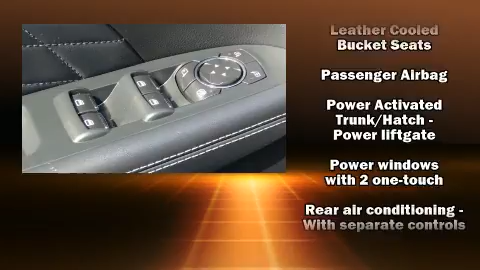 Leather Cooled
Bucket Seats
Passenger Airbag
Power Activated
Trunk/Hatch -
Power liftgate
Power windows
with 2 one-touch
Rear air conditioning -
With separate controls